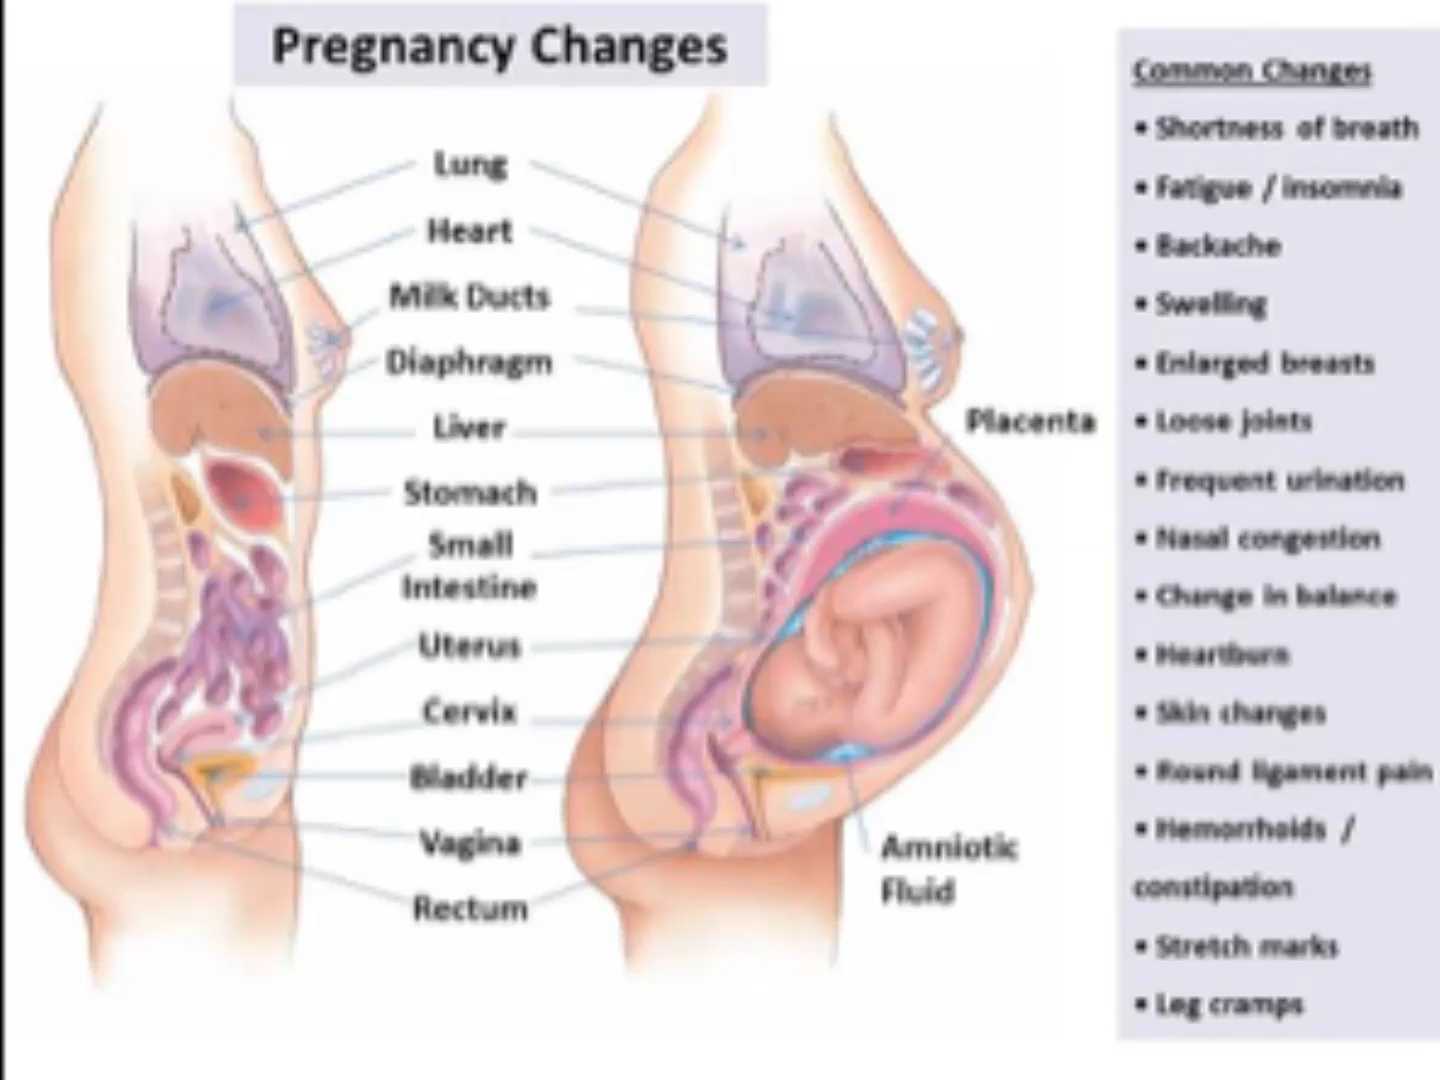 Pregnancy Changes
Lung
Heart
Milk Ducts
Diaphragm
Liver
Stomach
Small
Intestine
Uterus
Cervix
Bladder
Vagina
Rectum
Placenta
Amniotic
Fluid
Common Changes
• Shortness of breath
• Fatigue / insomnia
• Backache
• Swelling
• Enlarged breasts
• Loose joints
• Frequent urination
• Nasal congestion
• Change in balance
• Heartburn
• Skin changes
• Round ligament pain
• Hemorrhoids /
constipation
• Stretch marks
• Leg cramps